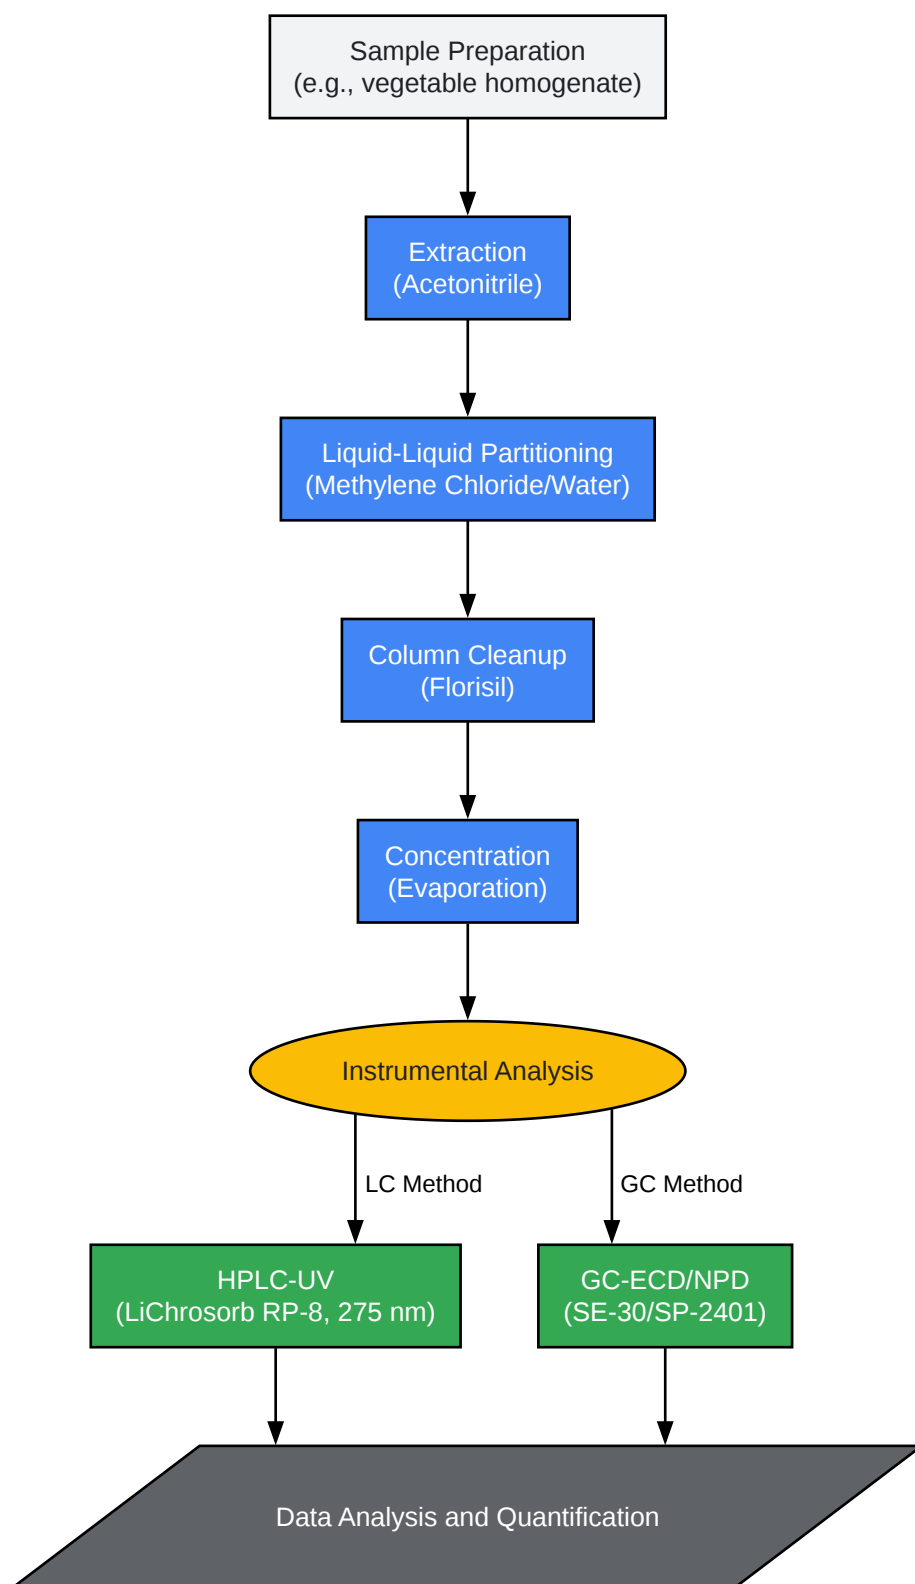 Sample Preparation
(e.g., vegetable homogenate)
Extraction
(Acetonitrile)
Liquid-Liquid Partitioning
(Methylene Chloride/Water)
Column Cleanup
(Florisil)
Concentration
(Evaporation)
Instrumental Analysis
LC Method
GC Method
HPLC-UV
(LiChrosorb RP-8, 275 nm)
GC-ECD/NPD
(SE-30/SP-2401)
Data Analysis and Quantification